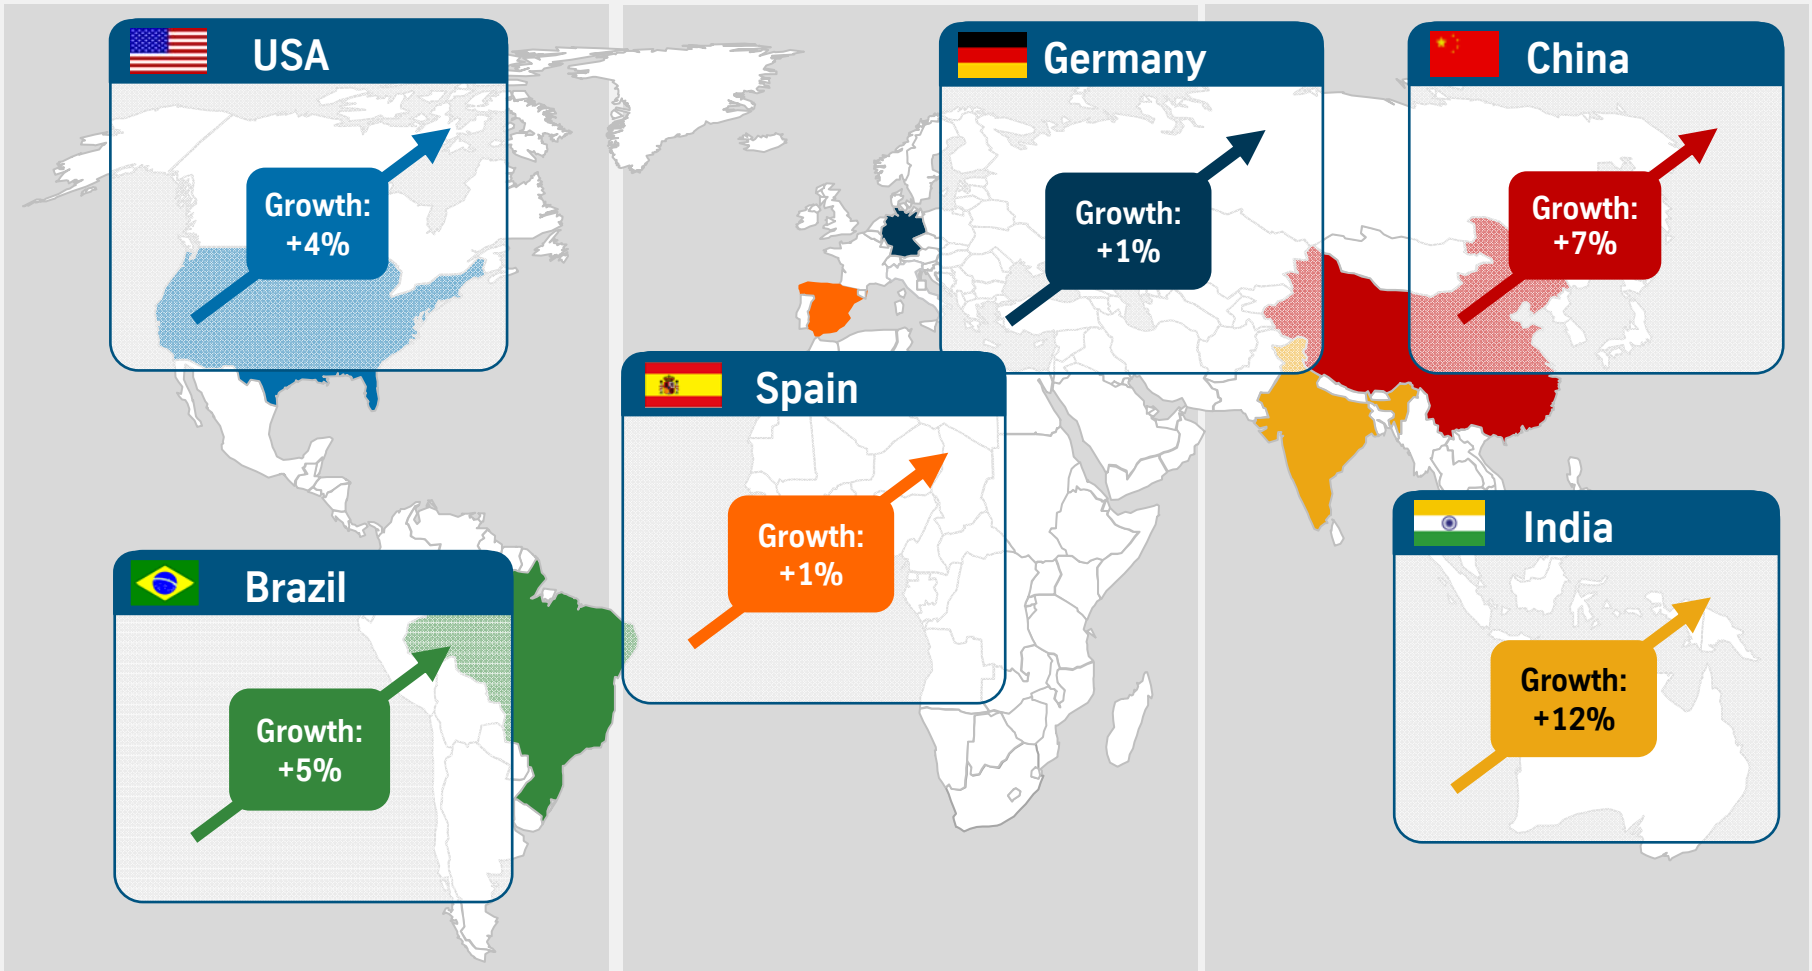 USA
Growth:
+4%
Germany
Growth:
+1%
China
Growth:
+7%
Spain
Growth:
+1%
Brazil
Growth:
+5%
India
Growth:
+12%